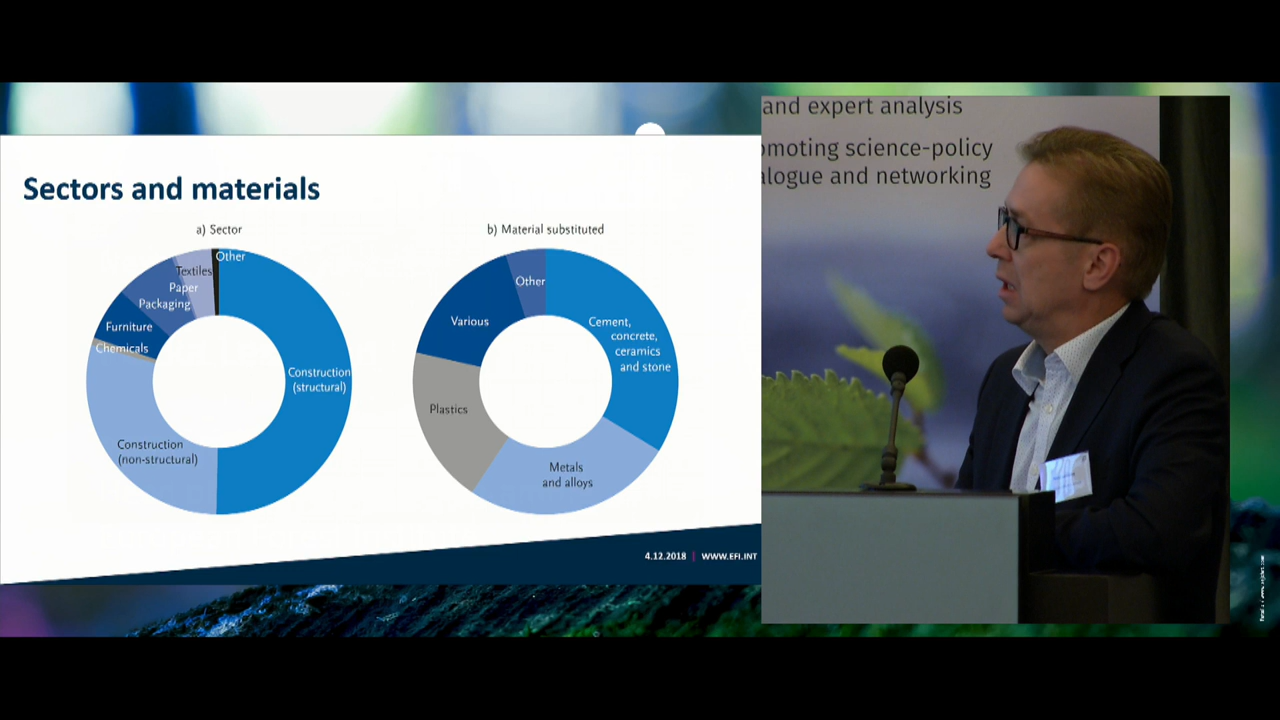 Sectors and materials
a) Sector
Other
Textiles
Paper
Packaging
Furniture
Chemicals
Construction
(structural)
Construction
(non-structural)
b) Material substituted
Other
Various
Cement,
concrete,
ceramics
and stone
Plastics
Metals
and alloys
4.12.2018 | WWW.EFI.INT
and expert analysis
omoting science-policy
alogue and networking